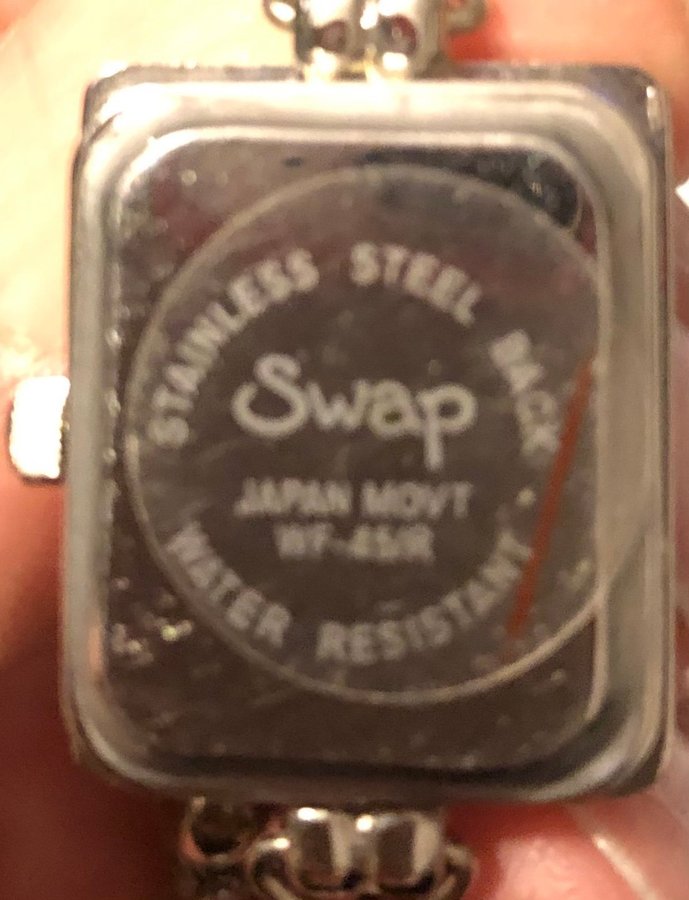 STAINLESS STEEL BACK
Swap
JAPAN MOVT
WATER RESISTANT